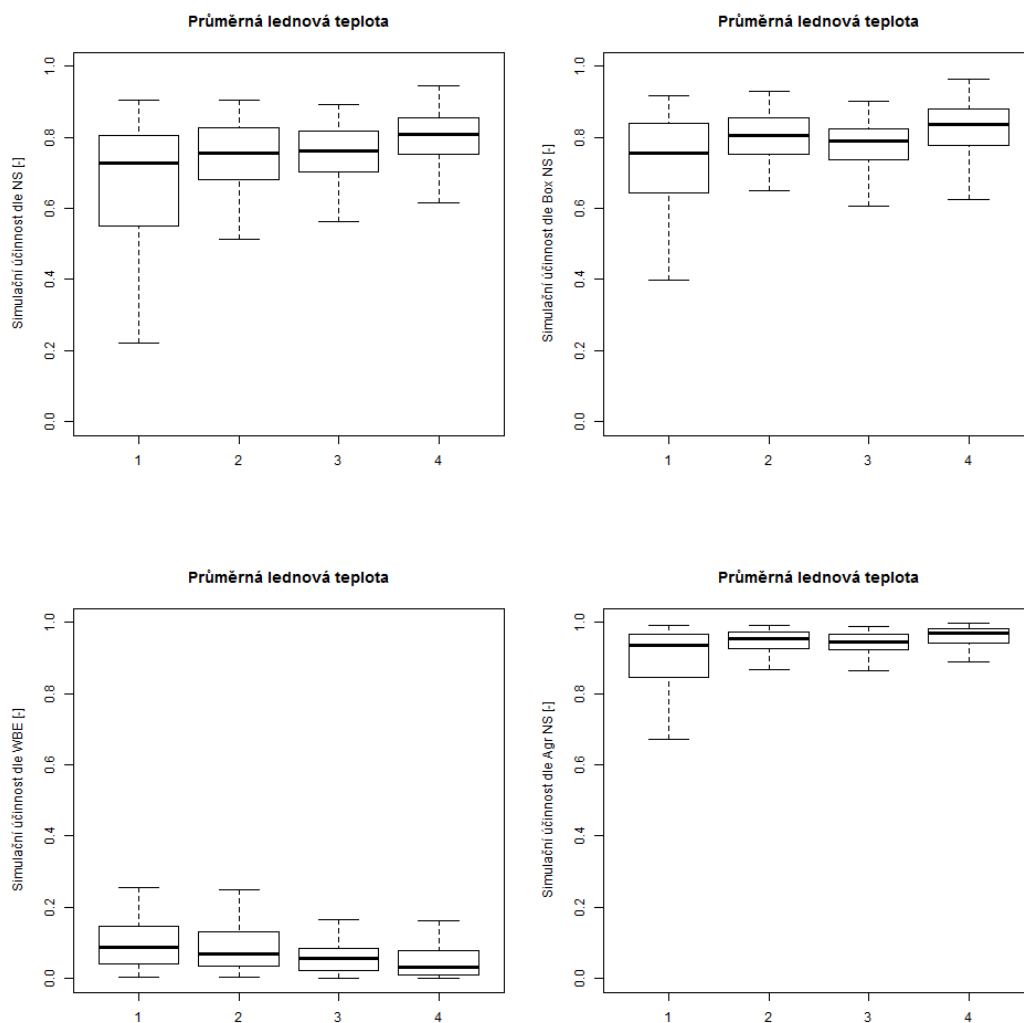 Průměrná lednová teplota
Simulační účinnost dle NS [-]
1.0
0.8
0.6
0.4
0.2
0.0
1 2 3 4
Průměrná lednová teplota
Simulační účinnost dle Box NS [-]
1.0
0.8
0.6
0.4
0.2
0.0
1 2 3 4
Průměrná lednová teplota
Simulační účinnost dle WBE [-]
1.0
0.8
0.6
0.4
0.2
0.0
1 2 3 4
Průměrná lednová teplota
Simulační účinnost dle Agr NS [-]
1.0
0.8
0.6
0.4
0.2
0.0
1 2 3 4